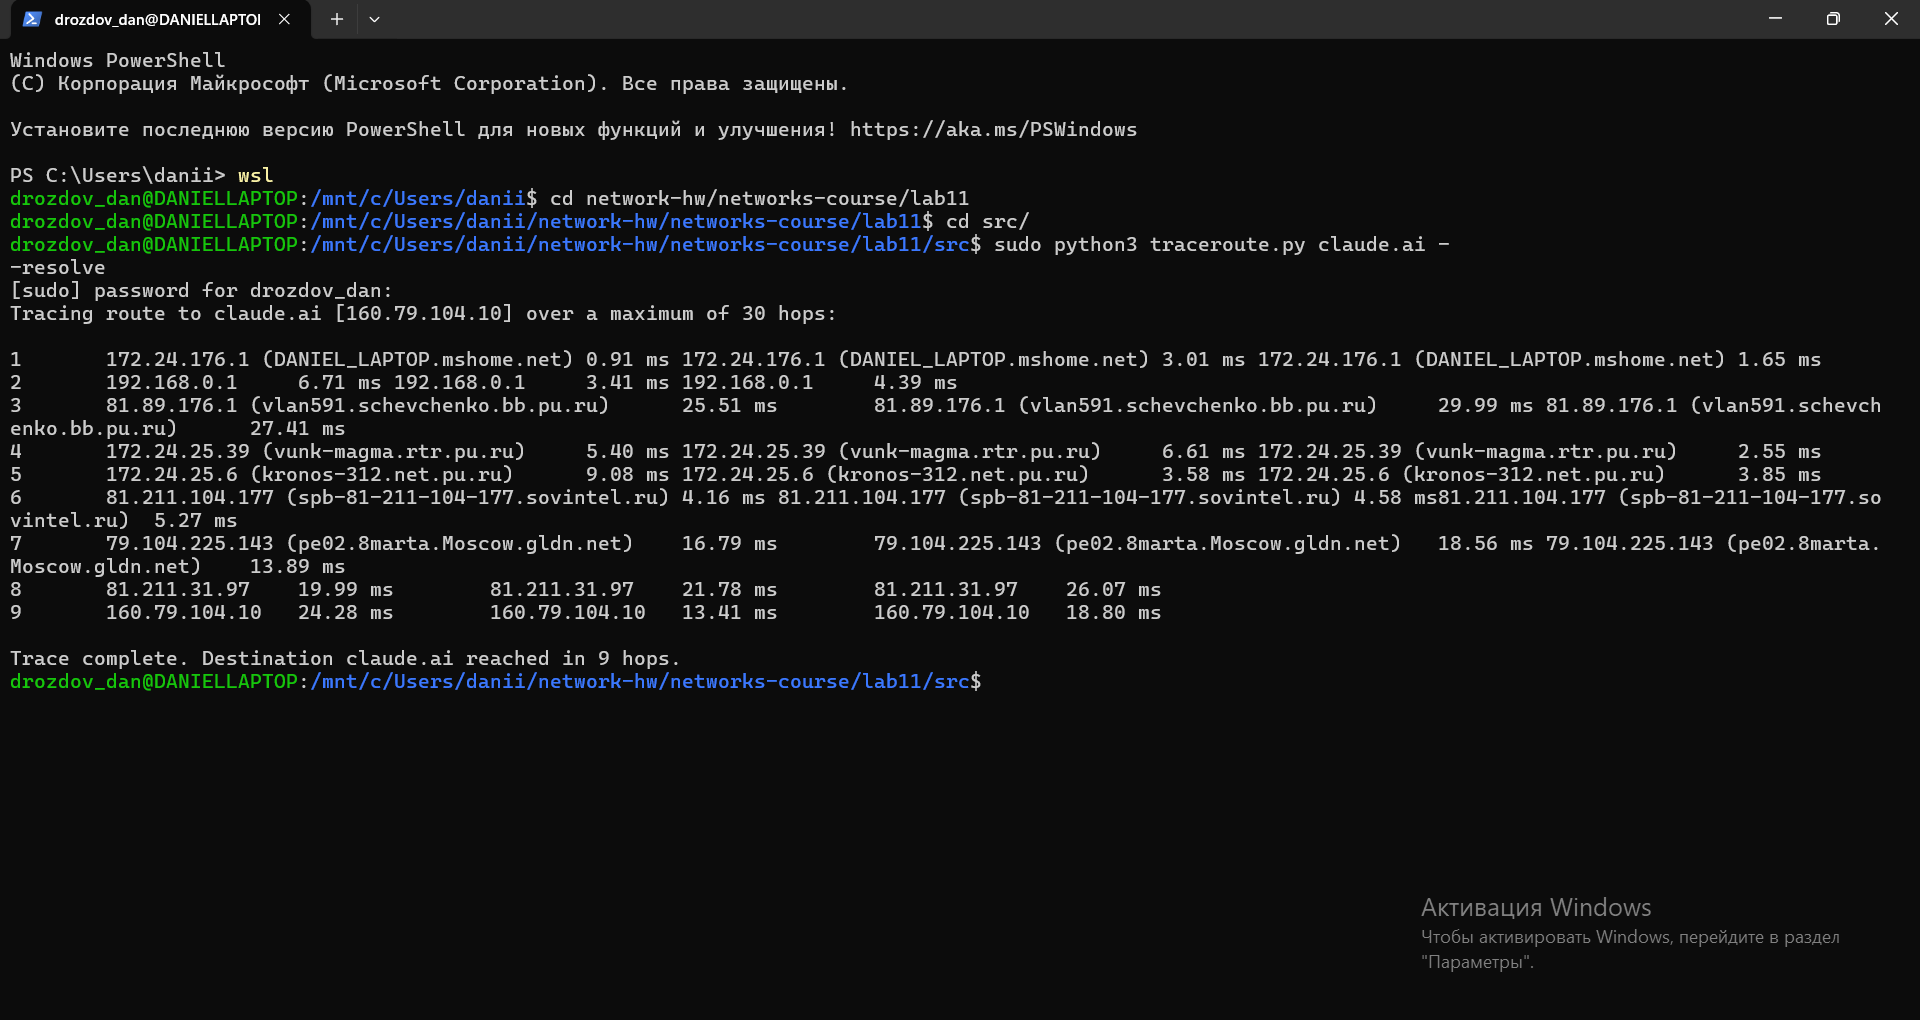 drozdov_dan@DANIELLAPTOI
Windows PowerShell
(C) Корпорация Майкрософт (Microsoft Corporation). Все права защищены.
Установите последнюю версию PowerShell для новых функций и улучшения! https://aka.ms/PSWindows
PS C:\Users\danii> wsl
drozdov_dan@DANIELLAPTOP:/mnt/c/Users/danii$ cd network-hw/networks-course/lab11
drozdov_dan@DANIELLAPTOP:/mnt/c/Users/danii/network-hw/networks-course/lab11$ cd src/
drozdov_dan@DANIELLAPTOP:/mnt/c/Users/danii/network-hw/networks-course/lab11/src$ sudo python3 traceroute.py claude.ai -
-resolve
[sudo] password for drozdov_dan:
Tracing route to claude.ai [160.79.104.10] over a maximum of 30 hops:
1 172.24.176.1 (DANIEL_LAPTOP.mshome.net) 0.91 ms 172.24.176.1 (DANIEL_LAPTOP.mshome.net) 3.01 ms 172.24.176.1 (DANIEL_LAPTOP.mshome.net) 1.65 ms
2 192.168.0.1 6.71 ms 192.168.0.1 3.41 ms 192.168.0.1 4.39 ms
3 81.89.176.1 (vlan591.schevchenko.bb.pu.ru) 25.51 ms 81.89.176.1 (vlan591.schevchenko.bb.pu.ru) 29.99 ms 81.89.176.1 (vlan591.schevch
enko.bb.pu.ru) 27.41 ms
4 172.24.25.39 (vunk-magma.rtr.pu.ru) 5.40 ms 172.24.25.39 (vunk-magma.rtr.pu.ru) 6.61 ms 172.24.25.39 (vunk-magma.rtr.pu.ru) 2.55 ms
5 172.24.25.6 (kronos-312.net.pu.ru) 9.08 ms 172.24.25.6 (kronos-312.net.pu.ru) 3.58 ms 172.24.25.6 (kronos-312.net.pu.ru) 3.85 ms
6 81.211.104.177 (spb-81-211-104-177.sovintel.ru) 4.16 ms 81.211.104.177 (spb-81-211-104-177.sovintel.ru) 4.58 ms81.211.104.177 (spb-81-211-104-177.so
vintel.ru) 5.27 ms
7 79.104.225.143 (pe02.8marta.Moscow.gldn.net) 16.79 ms 79.104.225.143 (pe02.8marta.Moscow.gldn.net) 18.56 ms 79.104.225.143 (pe02.8marta.
Moscow.gldn.net) 13.89 ms
8 81.211.31.97 19.99 ms 81.211.31.97 21.78 ms 81.211.31.97 26.07 ms
9 160.79.104.10 24.28 ms 160.79.104.10 13.41 ms 160.79.104.10 18.80 ms
Trace complete. Destination claude.ai reached in 9 hops.
drozdov_dan@DANIELLAPTOP:/mnt/c/Users/danii/network-hw/networks-course/lab11/src$
Активация Windows
Чтобы активировать Windows, перейдите в раздел
"Параметры".